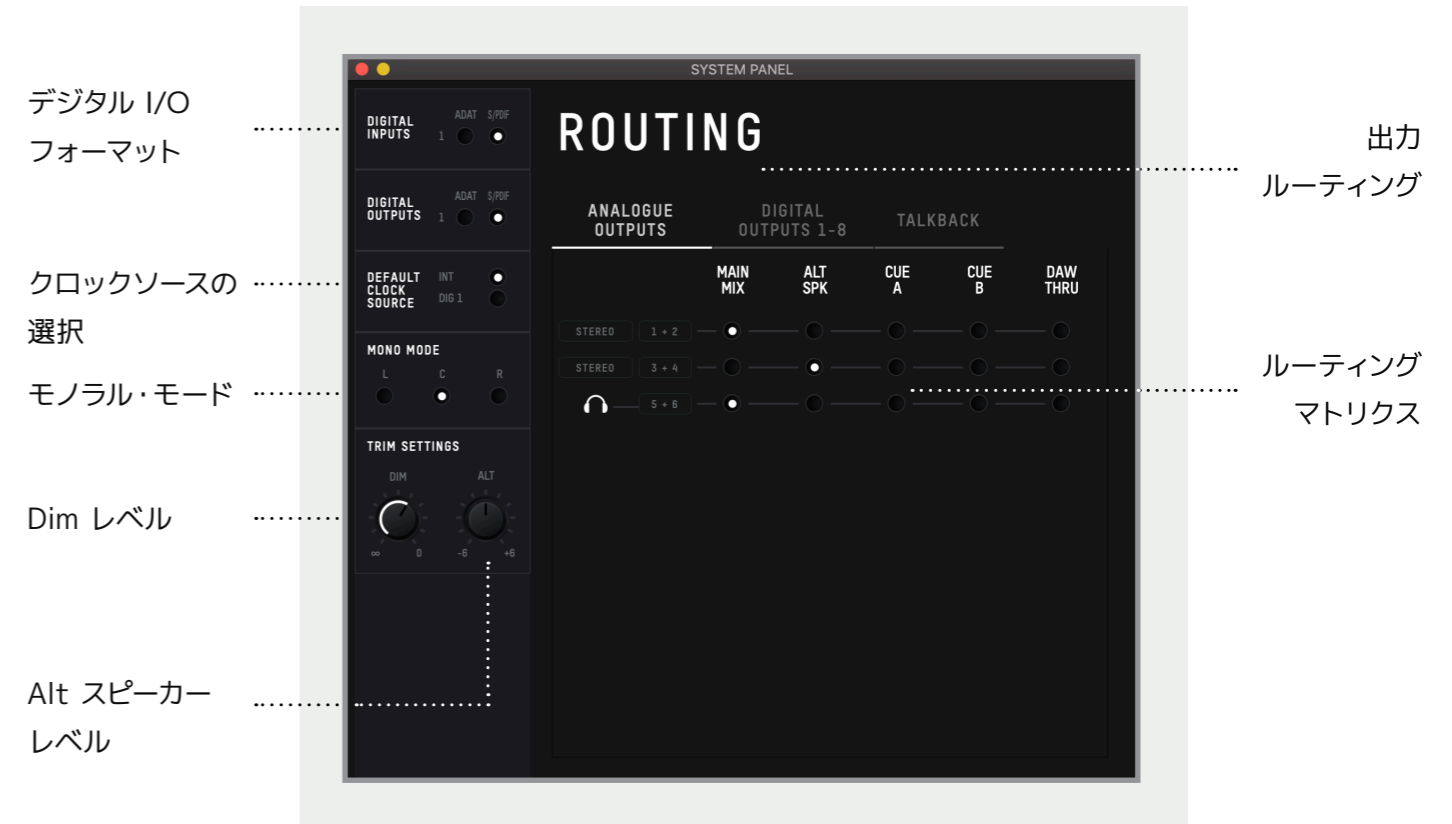 デジタル I/O
フォーマット
クロックソースの
選択
モノラル・モード
Dim レベル
Alt スピーカー
レベル
SYSTEM PANEL
DIGITAL
INPUTS
ADAT S/PDIF
1
DIGITAL
OUTPUTS
ADAT S/PDIF
1
DEFAULT
CLOCK
SOURCE
INT
DIG 1
MONO MODE
L C R
TRIM SETTINGS
DIM ALT
∞ 0 -6 +6
ROUTING
ANALOGUE
OUTPUTS
DIGITAL
OUTPUTS 1-8
TALKBACK
MAIN
MIX
ALT
SPK
CUE
A
CUE
B
DAW
THRU
STEREO 1 + 2
STEREO 3 + 4
5 + 6
出力
ルーティング
ルーティング
マトリクス